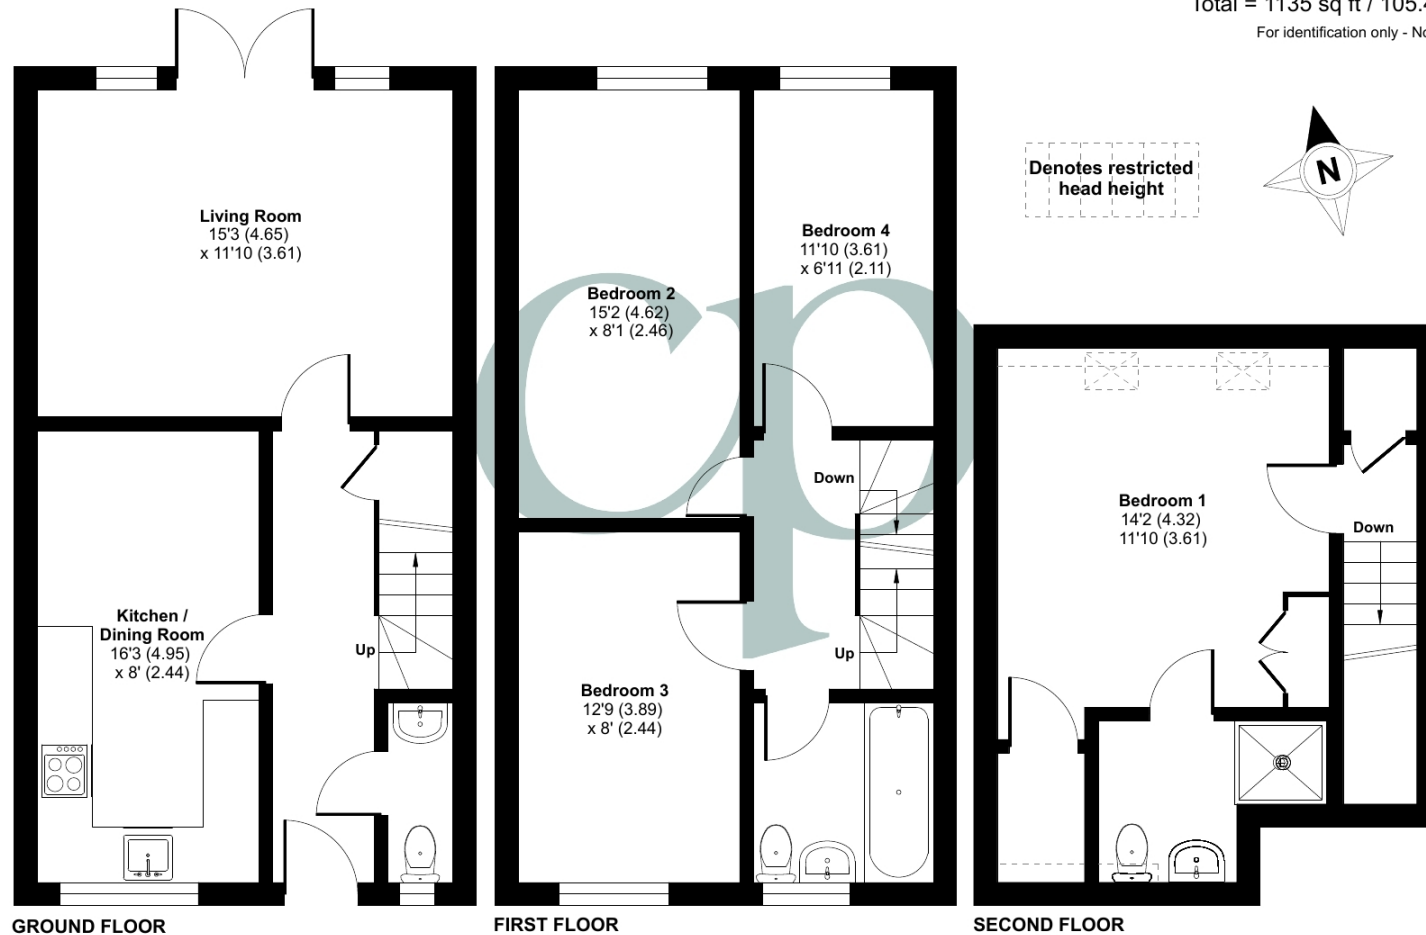 Total = 1135 sq ft / 105.4
For identification only - No
Denotes restricted
head height
N
Living Room
15'3 (4.65)
x 11'10 (3.61)
Kitchen /
Dining Room
16'3 (4.95)
x 8' (2.44)
Up
GROUND FLOOR
cp
Bedroom 2
15'2 (4.62)
x 8'1 (2.46)
Bedroom 4
11'10 (3.61)
x 6'11 (2.11)
Down
Up
Bedroom 3
12'9 (3.89)
x 8' (2.44)
FIRST FLOOR
Bedroom 1
14'2 (4.32)
11'10 (3.61)
Down
SECOND FLOOR